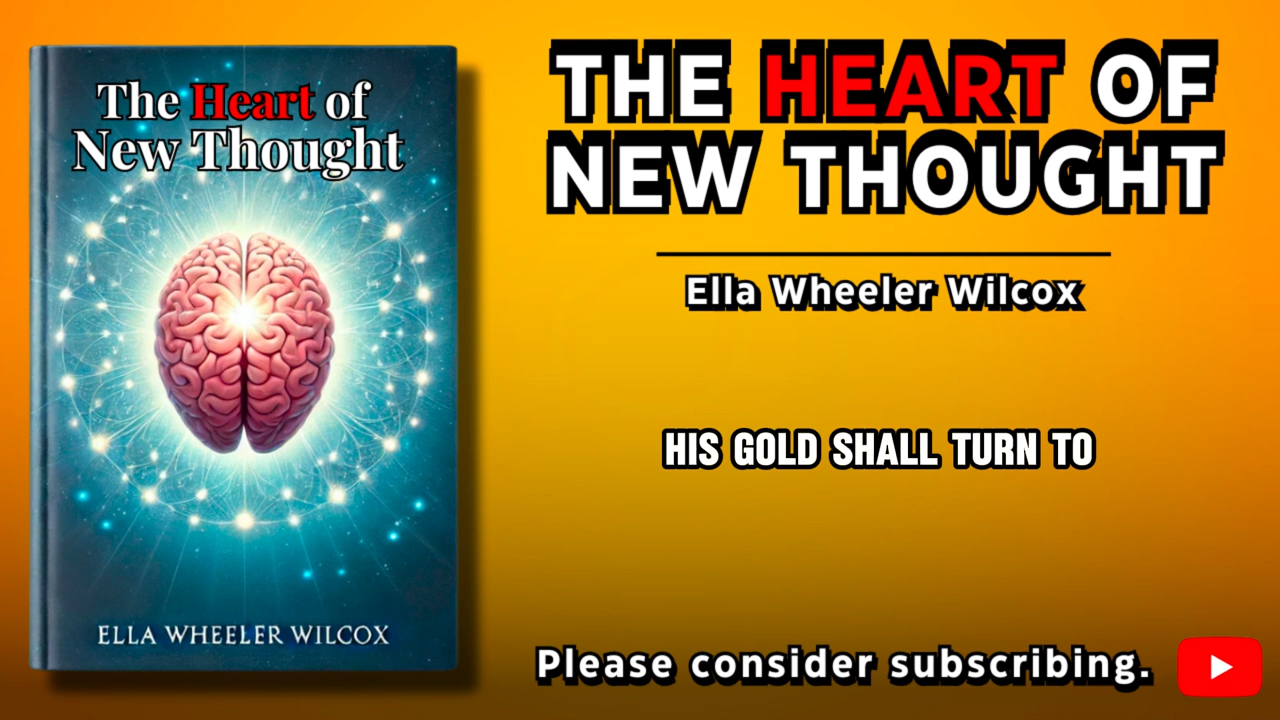 The Heart of
New Thought
ELLA WHEELER WILCOX
THE HEART OF
NEW THOUGHT
Ella Wheeler Wilcox
HIS GOLD SHALL TURN TO
Please consider subscribing.